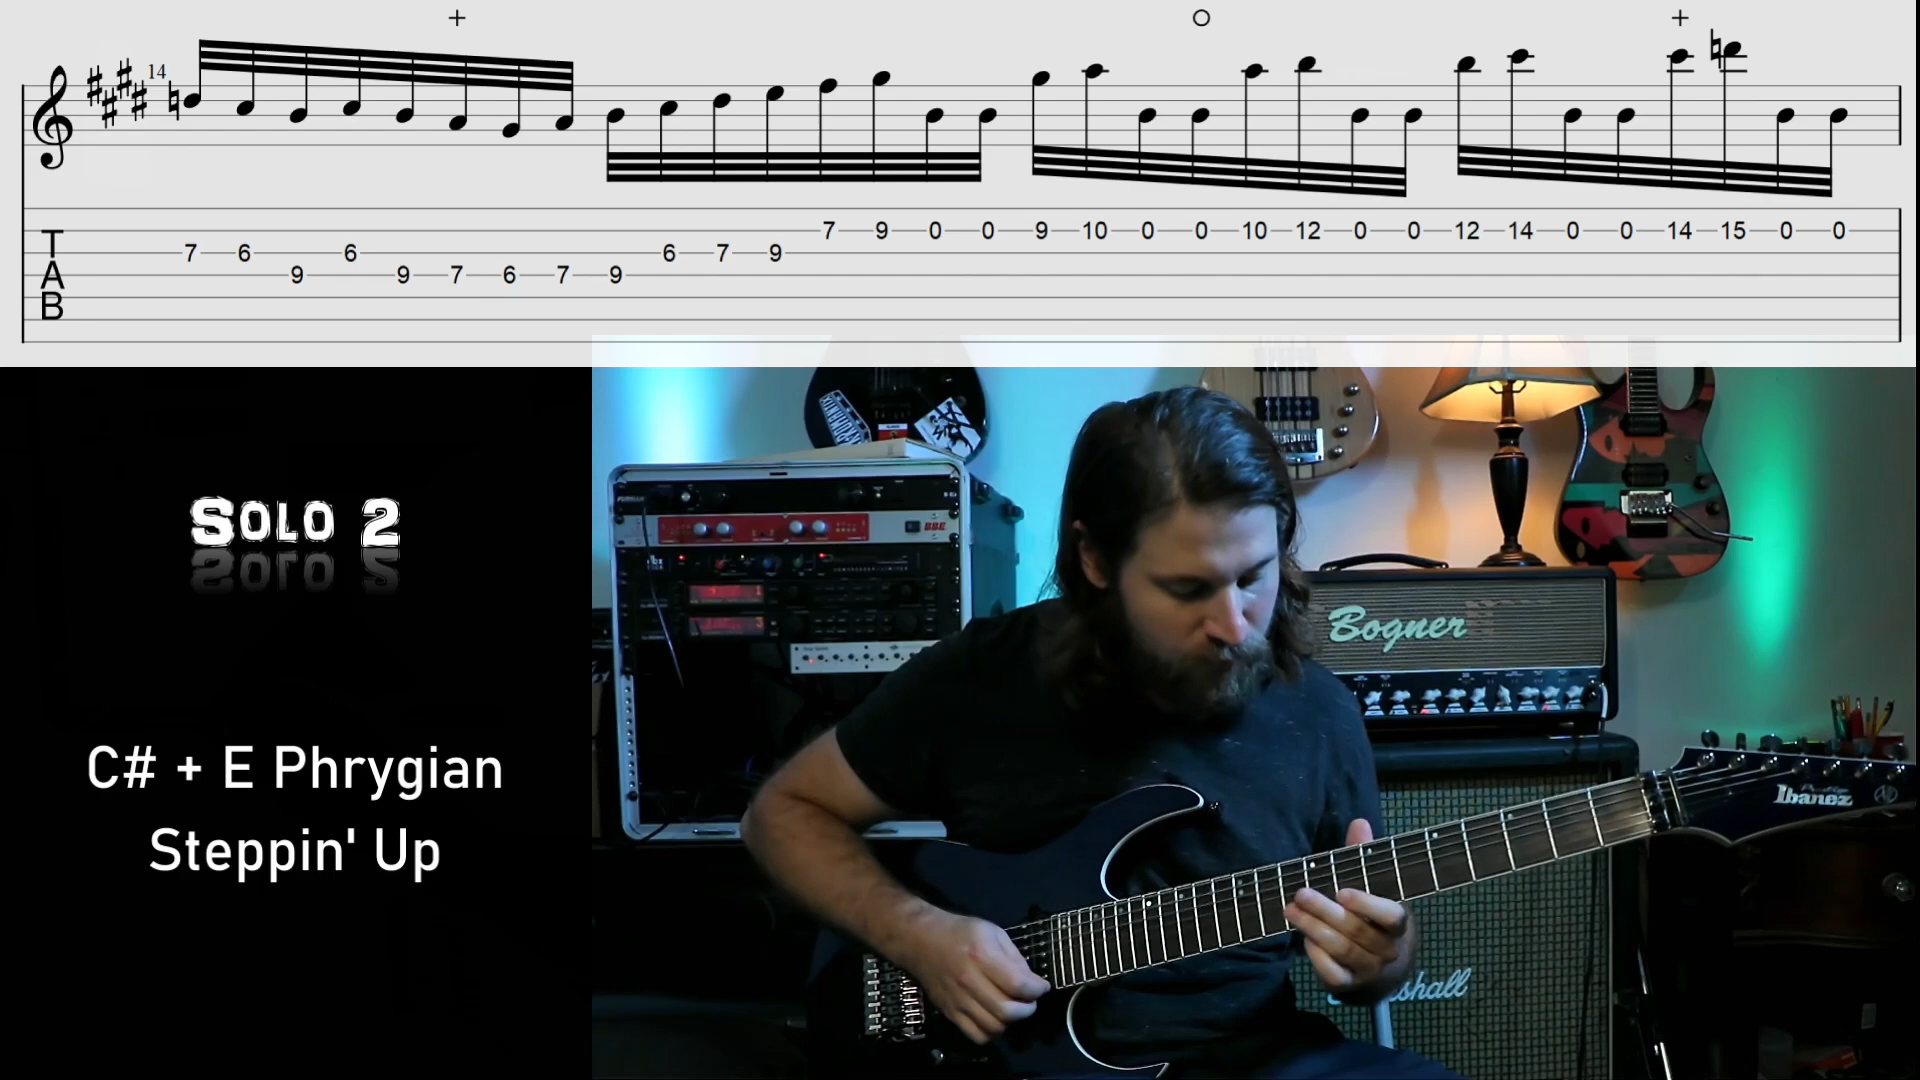 + ○ +
14
T A B
7 6 9 6 9 7 6 7 9 6 7 9 7 9 0 0 9 10 0 0 10 12 0 0 12 14 0 0 14 15 0 0
Solo 2
C# + E Phrygian
Steppin' Up
BBE
Bogner
Ibanez